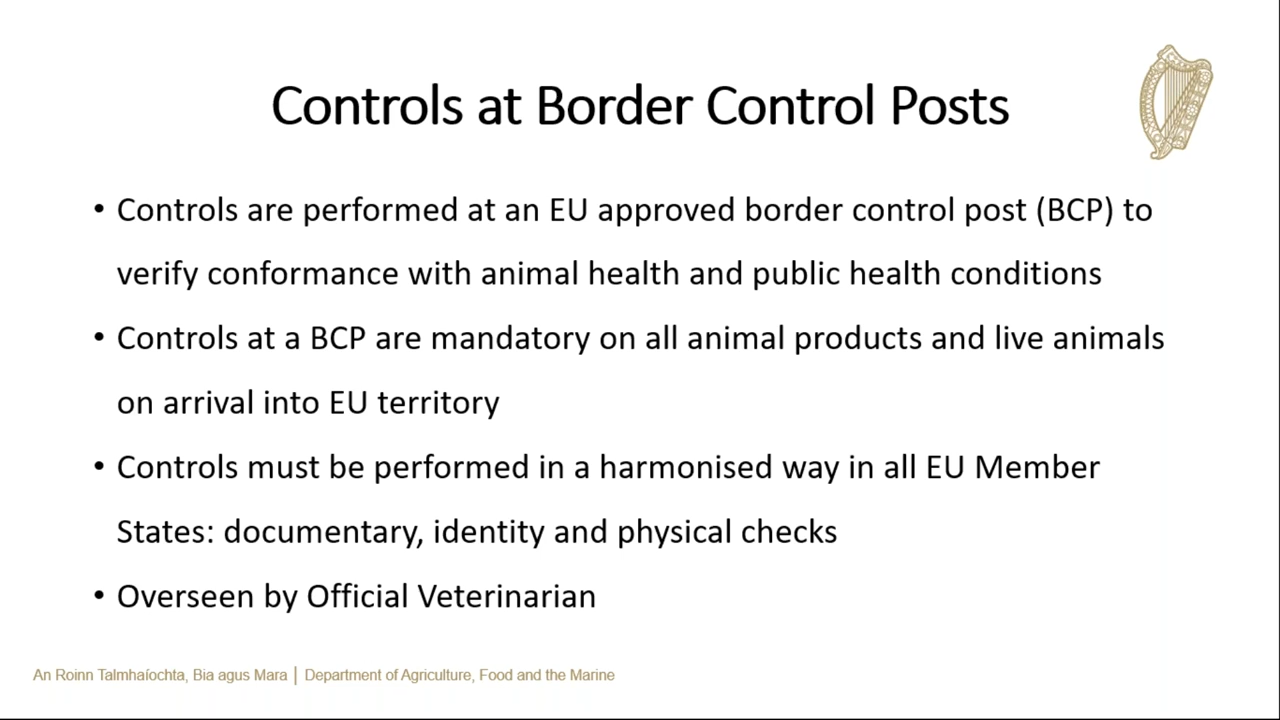 Controls at Border Control Posts
• Controls are performed at an EU approved border control post (BCP) to
verify conformance with animal health and public health conditions
• Controls at a BCP are mandatory on all animal products and live animals
on arrival into EU territory
• Controls must be performed in a harmonised way in all EU Member
States: documentary, identity and physical checks
• Overseen by Official Veterinarian
An Roinn Talmhaíochta, Bia agus Mara | Department of Agriculture, Food and the Marine